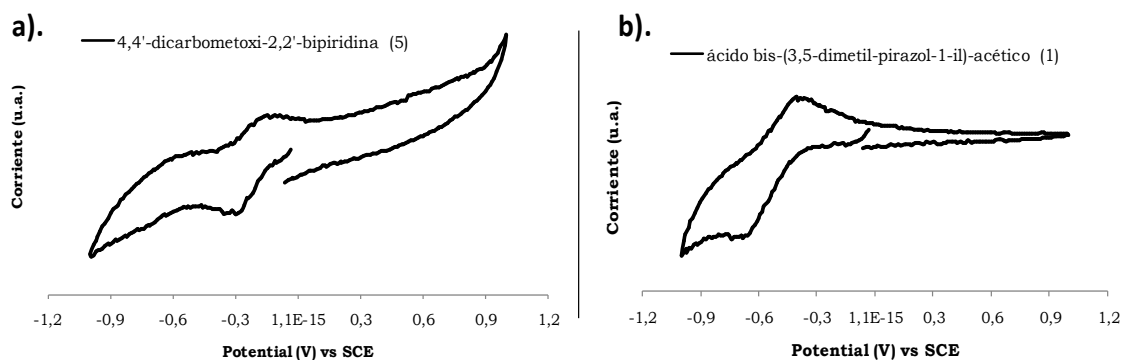 a).
4,4'-dicarbometoxi-2,2'-bipiridina (5)
Corriente (u.a.)
-1,2 -0,9 -0,6 -0,3 1,1E-15 0,3 0,6 0,9 1,2
Potential (V) vs SCE
b).
ácido bis-(3,5-dimetil-pirazol-1-il)-acético (1)
Corriente (u.a.)
-1,2 -0,9 -0,6 -0,3 1,1E-15 0,3 0,6 0,9 1,2
Potential (V) vs SCE